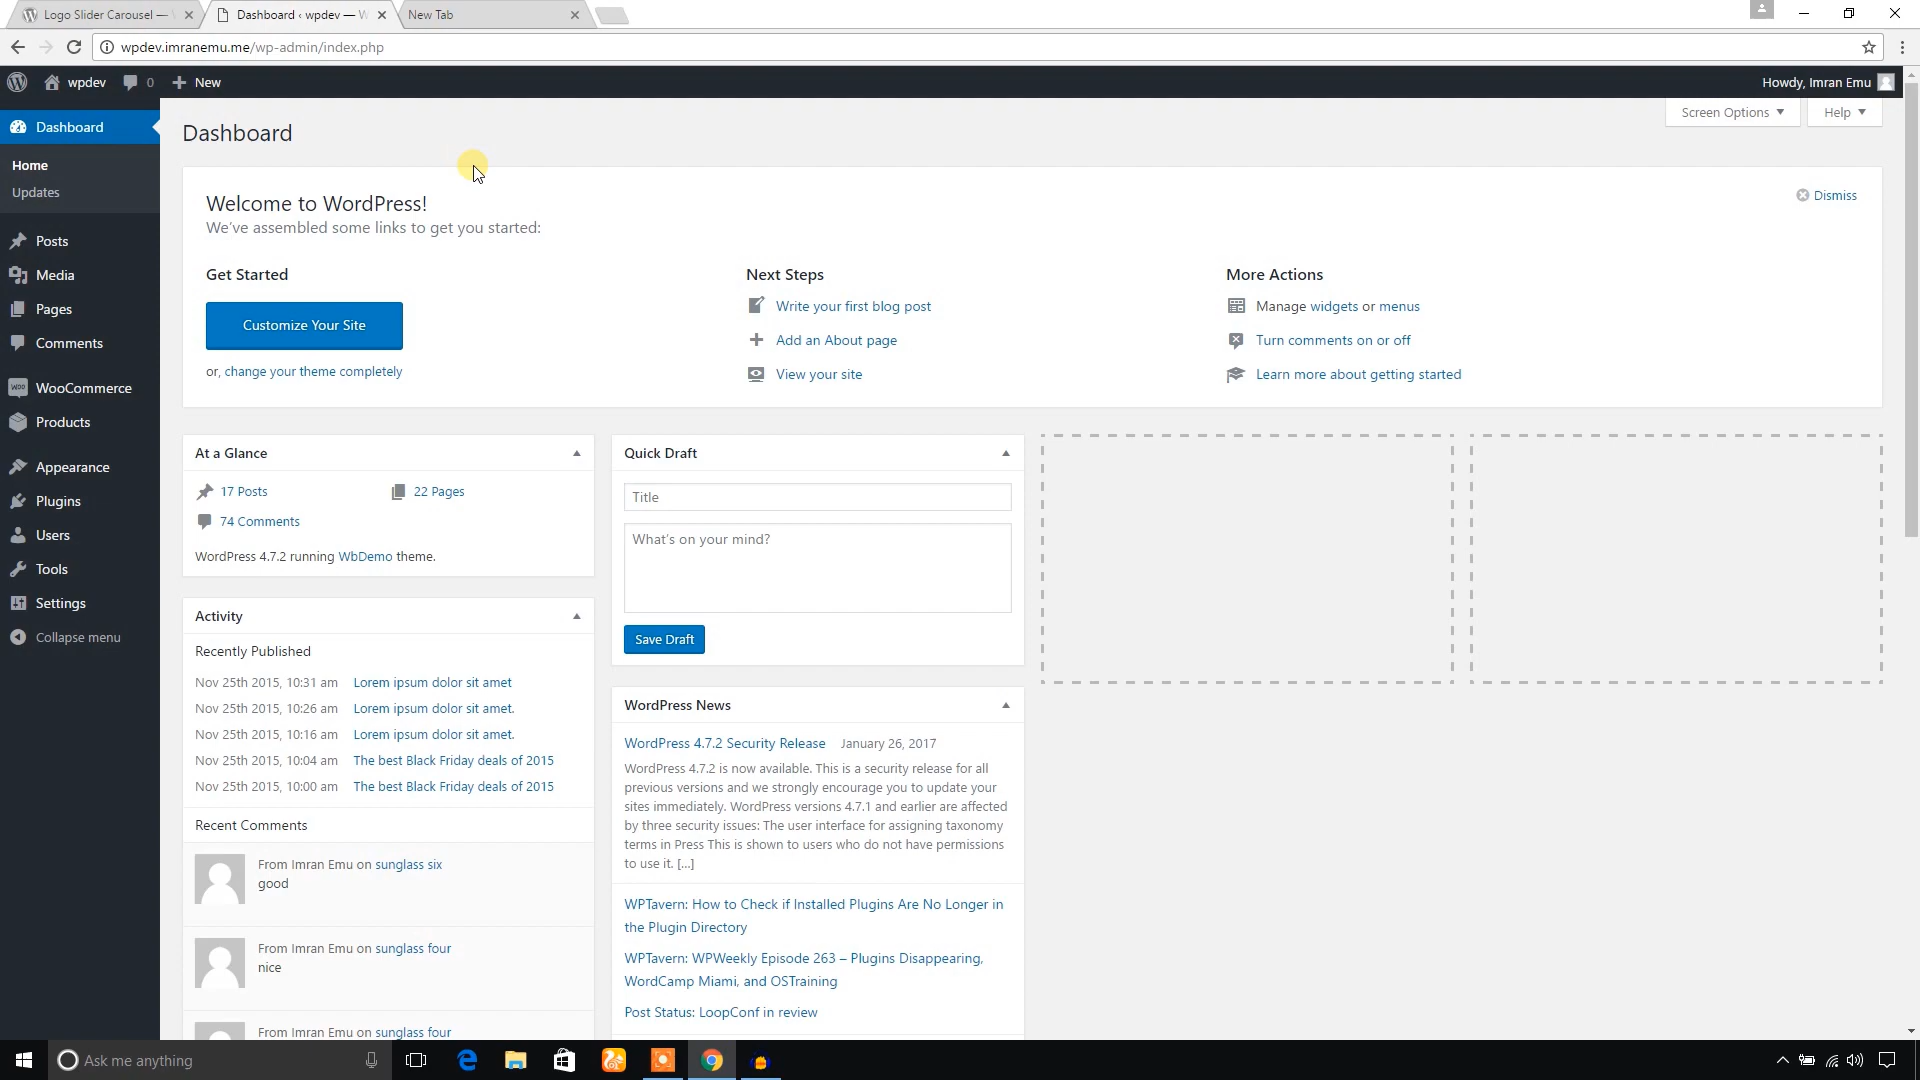 Logo Slider Carousel —
Dashboard ‹ wpdev — W
New Tab
wpdev.imranemu.me/wp-admin/index.php
wpdev
0
New
Howdy, Imran Emu
Dashboard
Home
Updates
Posts
Media
Pages
Comments
WooCommerce
Products
Appearance
Plugins
Users
Tools
Settings
Collapse menu
Dashboard
Screen Options
Help
Welcome to WordPress!
We've assembled some links to get you started:
Dismiss
Get Started
Customize Your Site
or, change your theme completely
Next Steps
Write your first blog post
Add an About page
View your site
More Actions
Manage widgets or menus
Turn comments on or off
Learn more about getting started
At a Glance
17 Posts
22 Pages
74 Comments
WordPress 4.7.2 running WbDemo theme.
Activity
Recently Published
Nov 25th 2015, 10:31 am Lorem ipsum dolor sit amet
Nov 25th 2015, 10:26 am Lorem ipsum dolor sit amet.
Nov 25th 2015, 10:16 am Lorem ipsum dolor sit amet.
Nov 25th 2015, 10:04 am The best Black Friday deals of 2015
Nov 25th 2015, 10:00 am The best Black Friday deals of 2015
Recent Comments
From Imran Emu on sunglass six
good
From Imran Emu on sunglass four
nice
From Imran Emu on sunglass four
Quick Draft
Title
What's on your mind?
Save Draft
WordPress News
WordPress 4.7.2 Security Release January 26, 2017
WordPress 4.7.2 is now available. This is a security release for all
previous versions and we strongly encourage you to update your
sites immediately. WordPress versions 4.7.1 and earlier are affected
by three security issues: The user interface for assigning taxonomy
terms in Press This is shown to users who do not have permissions
to use it. […]
WPTavern: How to Check if Installed Plugins Are No Longer in
the Plugin Directory
WPTavern: WPWeekly Episode 263 – Plugins Disappearing,
WordCamp Miami, and OSTraining
Post Status: LoopConf in review
Ask me anything